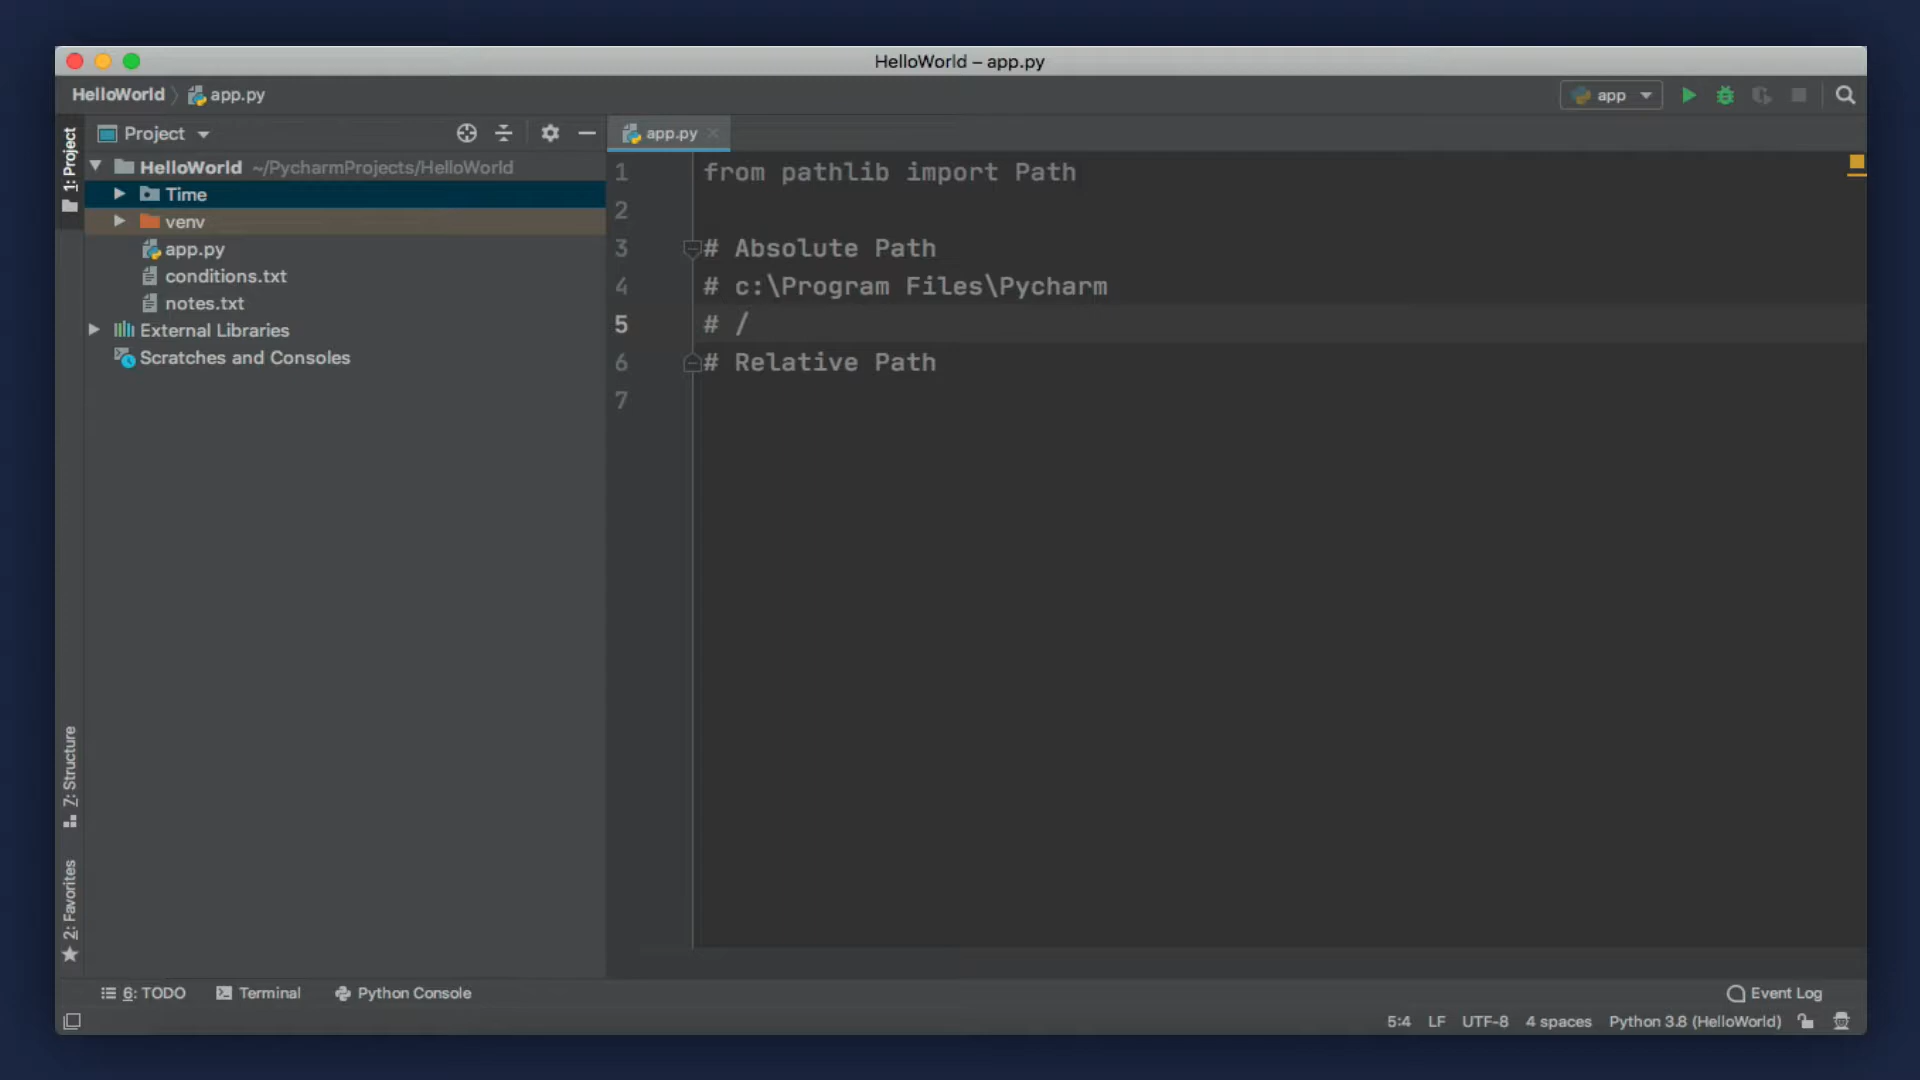 HelloWorld – app.py
HelloWorld app.py
app
1: Project
Project
app.py
HelloWorld ~/PycharmProjects/HelloWorld
Time
venv
app.py
conditions.txt
notes.txt
External Libraries
Scratches and Consoles
1 from pathlib import Path
2
3 # Absolute Path
4 # c:\Program Files\Pycharm
5 # /
6 # Relative Path
7
7: Structure
2: Favorites
6: TODO Terminal Python Console Event Log
5:4 LF UTF-8 4 spaces Python 3.8 (HelloWorld)